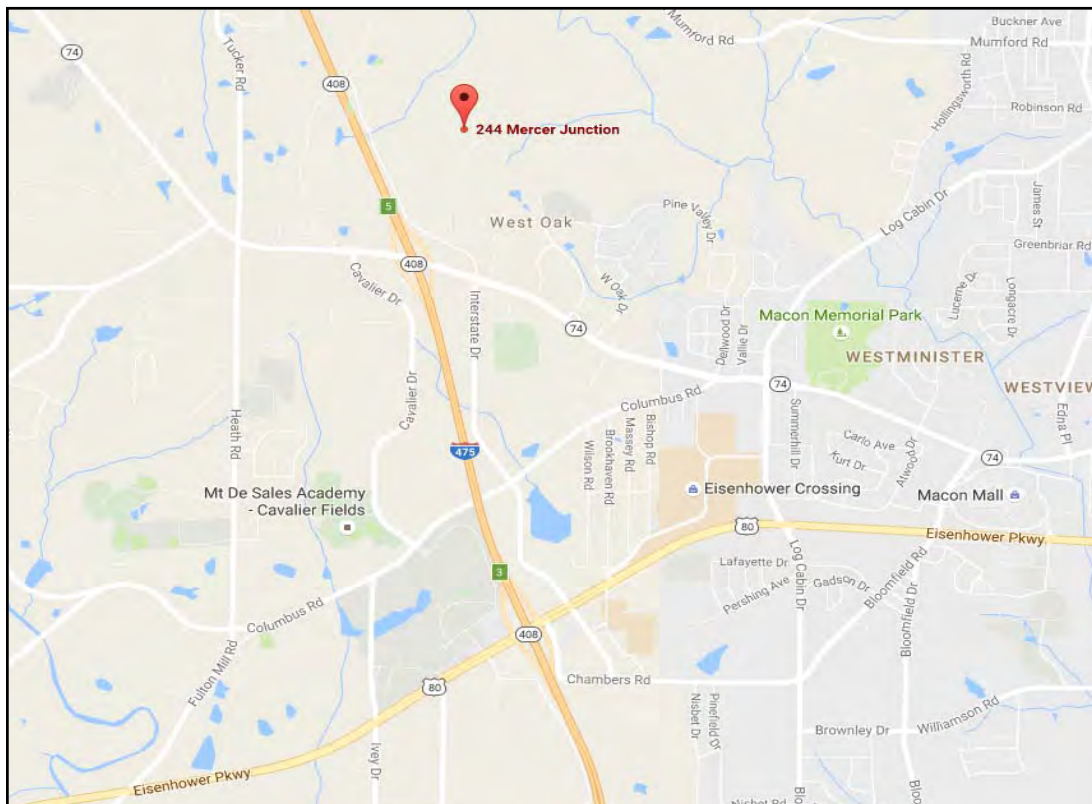 Buckner Ave
Mumford Rd
Mumford Rd
74
Tucker Rd
408
Hollingsworth Rd
Robinson Rd
244 Mercer Junction
James St
5
West Oak
Pine Valley Dr
Log Cabin Dr
Greenbriar Rd
408
Cavalier Dr
W Oak Dr
Lucerne Dr
Longacre Dr
Interstate Dr
74
Dellwood Dr
Vallie Dr
Macon Memorial Park
WESTMINISTER
Cavalier Dr
Columbus Rd
74
WESTVIEW
Heath Rd
Bishop Rd
Massey Rd
Brookhaven Rd
Wilson Rd
Summerhill Dr
Carlo Ave
Kurt Dr
Atwood Dr
Edna Pl
475
74
Mt De Sales Academy
- Cavalier Fields
Eisenhower Crossing
Macon Mall
80
Eisenhower Pkwy
3
Lafayette Dr
Pershing Ave
Log Cabin Dr
Gadson Dr
Bloomfield Rd
Bloomfield Dr
Columbus Rd
408
Fulton Mill Rd
80
Chambers Rd
Nisbet Dr
Pinefield Dr
Williamson Rd
Brownley Dr
Ivey Dr
Eisenhower Pkwy
Nisbet Dr